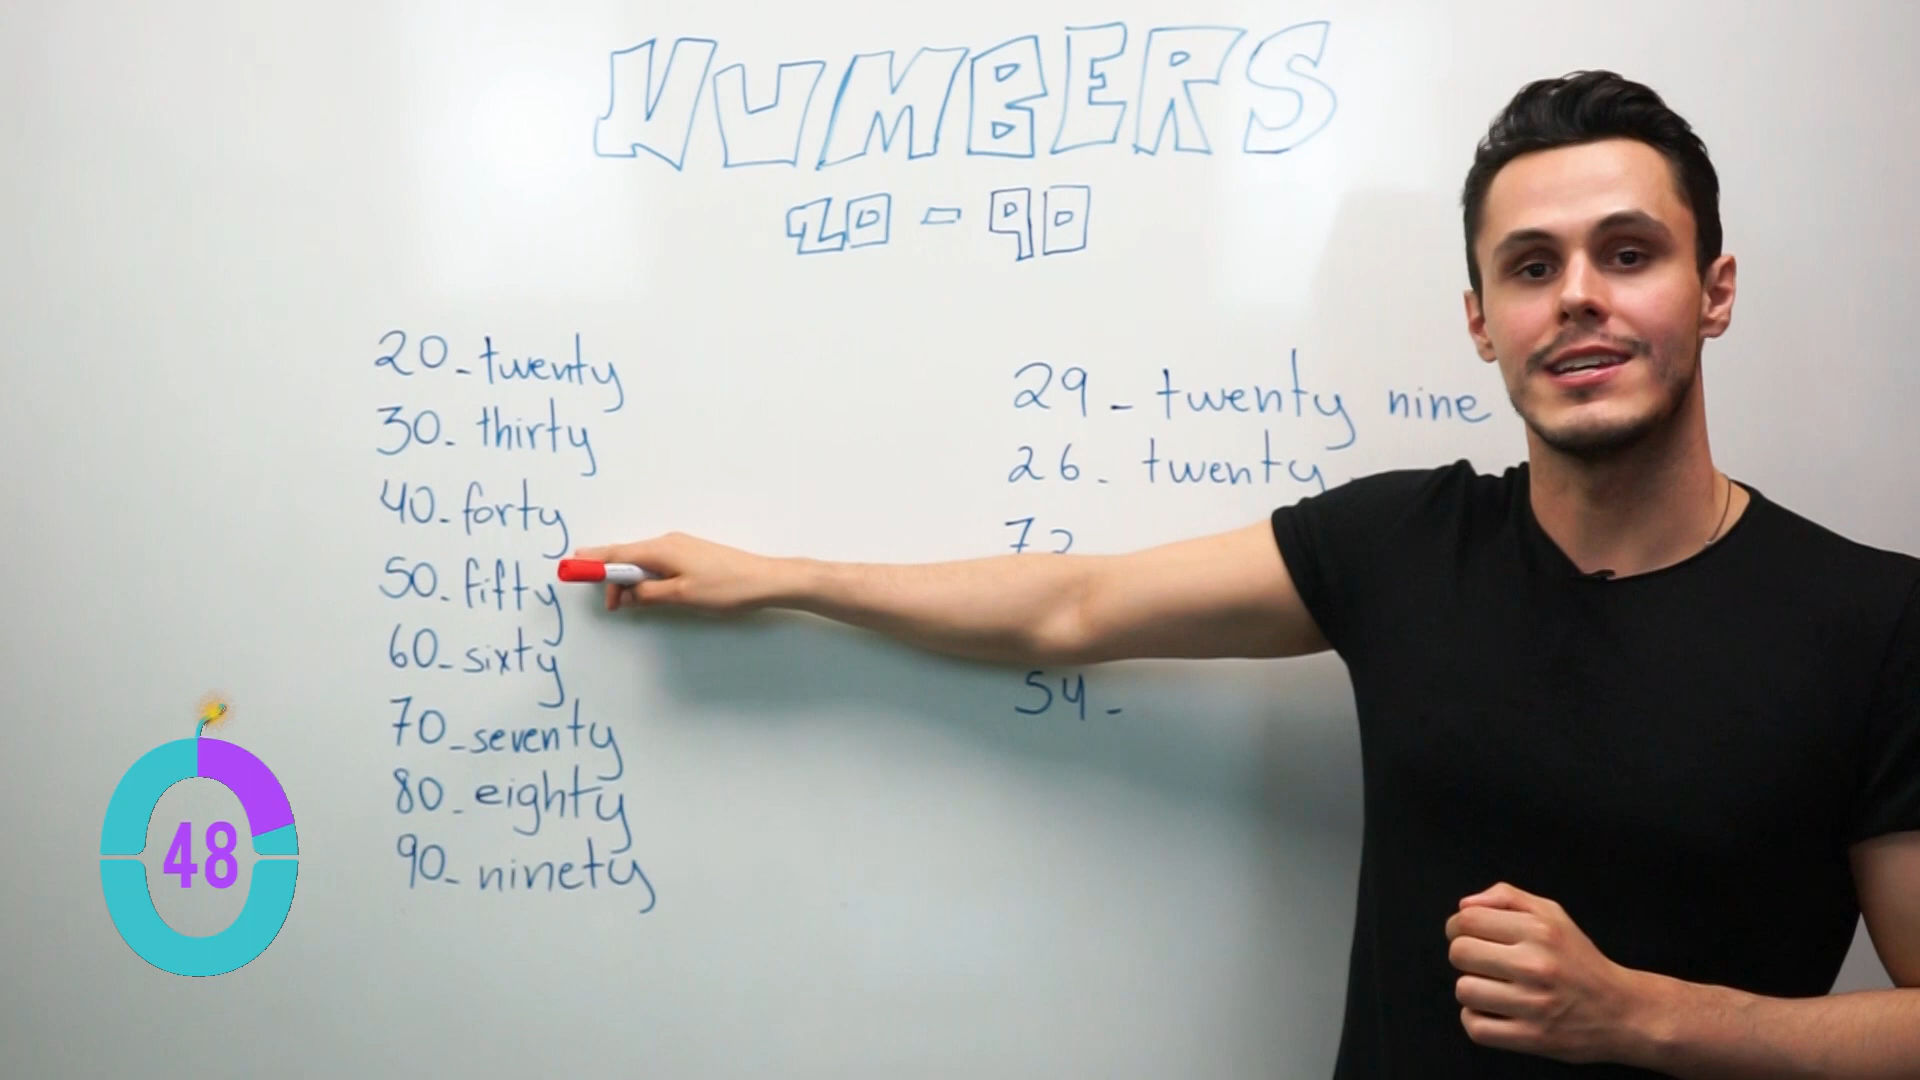 NUMBERS
20 - 90
20 - twenty
30 - thirty
40 - forty
50 - fifty
60 - sixty
70 - seventy
80 - eighty
90 - ninety
29 - twenty nine
26 - twenty
54 -
48